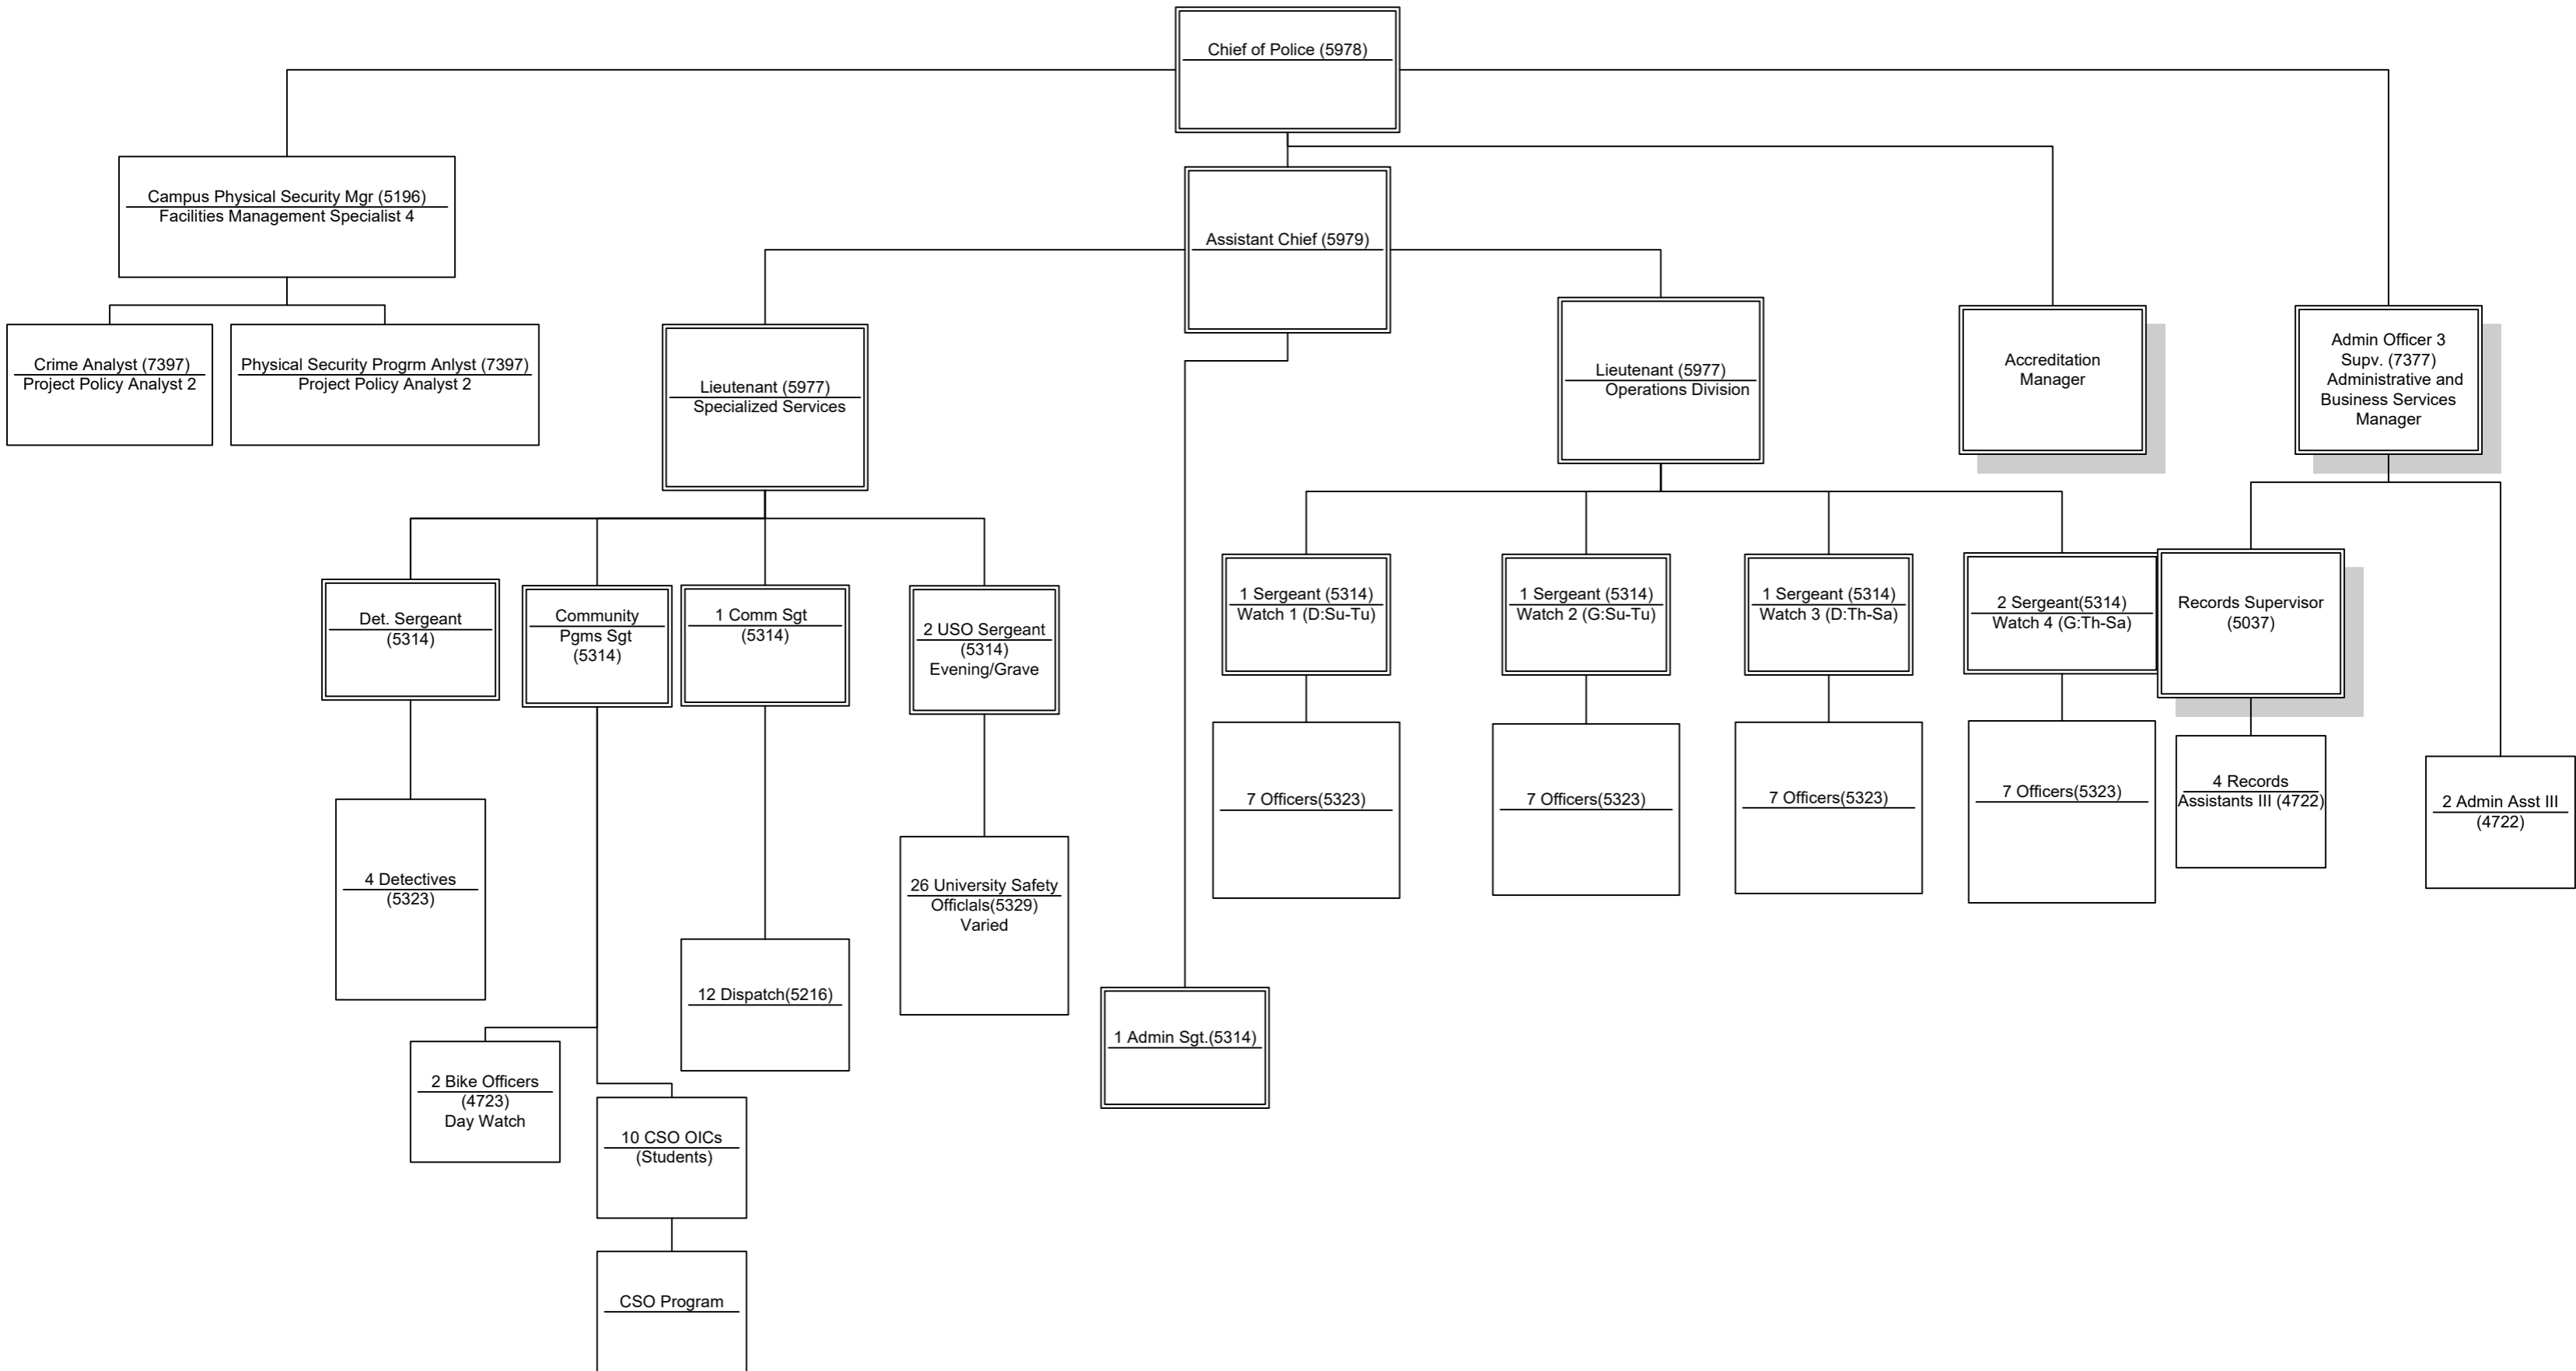 Chief of Police (5978)
Campus Physical Security Mgr (5196)
Facilities Management Specialist 4
Assistant Chief (5979)
Crime Analyst (7397)
Project Policy Analyst 2
Physical Security Progrm Anlyst (7397)
Project Policy Analyst 2
Lieutenant (5977)
Specialized Services
Lieutenant (5977)
Operations Division
Accreditation
Manager
Admin Officer 3
Supv. (7377)
Administrative and
Business Services
Manager
Det. Sergeant
(5314)
Community
Pgms Sgt
(5314)
1 Comm Sgt
(5314)
2 USO Sergeant
(5314)
Evening/Grave
1 Sergeant (5314)
Watch 1 (D:Su-Tu)
1 Sergeant (5314)
Watch 2 (G:Su-Tu)
1 Sergeant (5314)
Watch 3 (D:Th-Sa)
2 Sergeant(5314)
Watch 4 (G:Th-Sa)
Records Supervisor
(5037)
4 Detectives
(5323)
12 Dispatch(5216)
26 University Safety
Officlals(5329)
Varied
7 Officers(5323)
7 Officers(5323)
7 Officers(5323)
7 Officers(5323)
4 Records
Assistants III (4722)
2 Admin Asst III
(4722)
1 Admin Sgt.(5314)
2 Bike Officers
(4723)
Day Watch
10 CSO OICs
(Students)
CSO Program